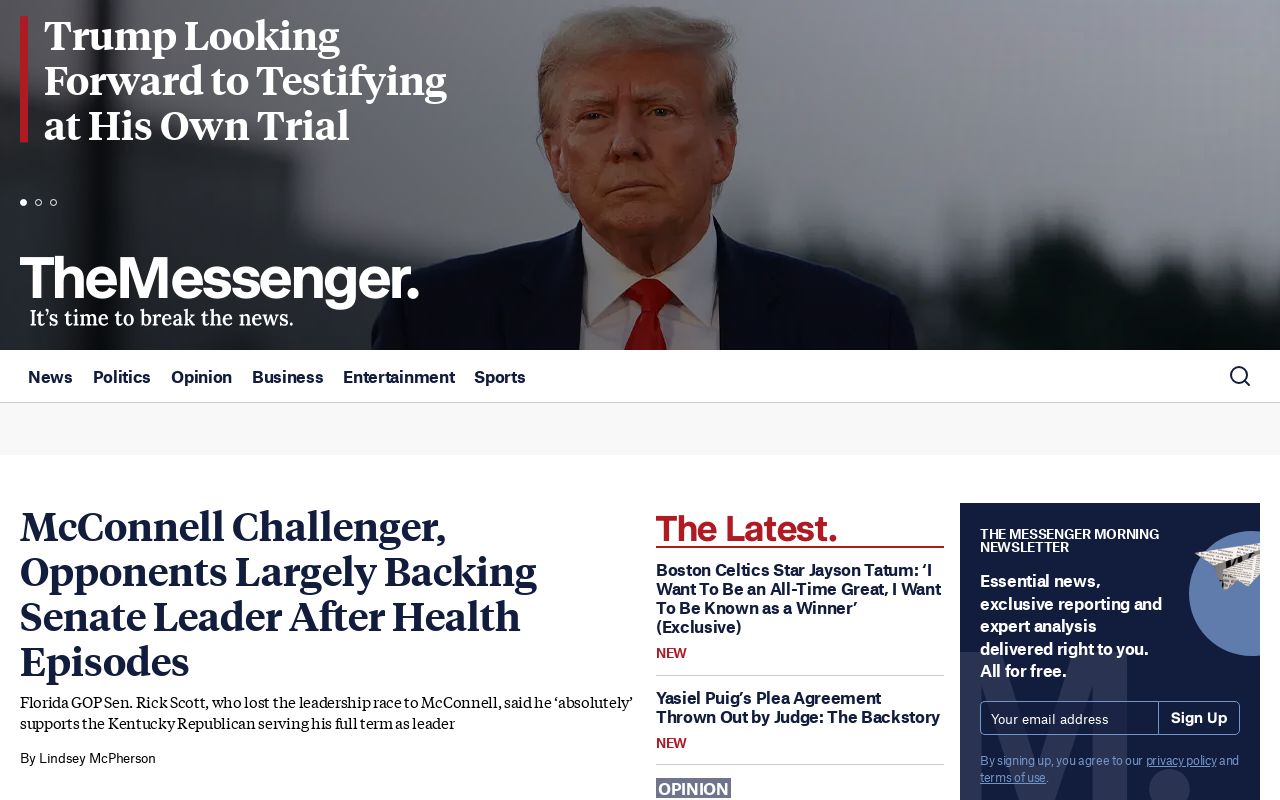 Trump Looking
Forward to Testifying
at His Own Trial
TheMessenger.
It’s time to break the news.
News Politics Opinion Business Entertainment Sports
McConnell Challenger,
Opponents Largely Backing
Senate Leader After Health
Episodes
Florida GOP Sen. Rick Scott, who lost the leadership race to McConnell, said he ‘absolutely’
supports the Kentucky Republican serving his full term as leader
By Lindsey McPherson
The Latest.
Boston Celtics Star Jayson Tatum: ‘I
Want To Be an All-Time Great, I Want
To Be Known as a Winner’
(Exclusive)
NEW
Yasiel Puig’s Plea Agreement
Thrown Out by Judge: The Backstory
NEW
OPINION
THE MESSENGER MORNING
NEWSLETTER
Essential news,
exclusive reporting and
expert analysis
delivered right to you.
All for free.
Your email address Sign Up
By signing up, you agree to our privacy policy and
terms of use.
M.